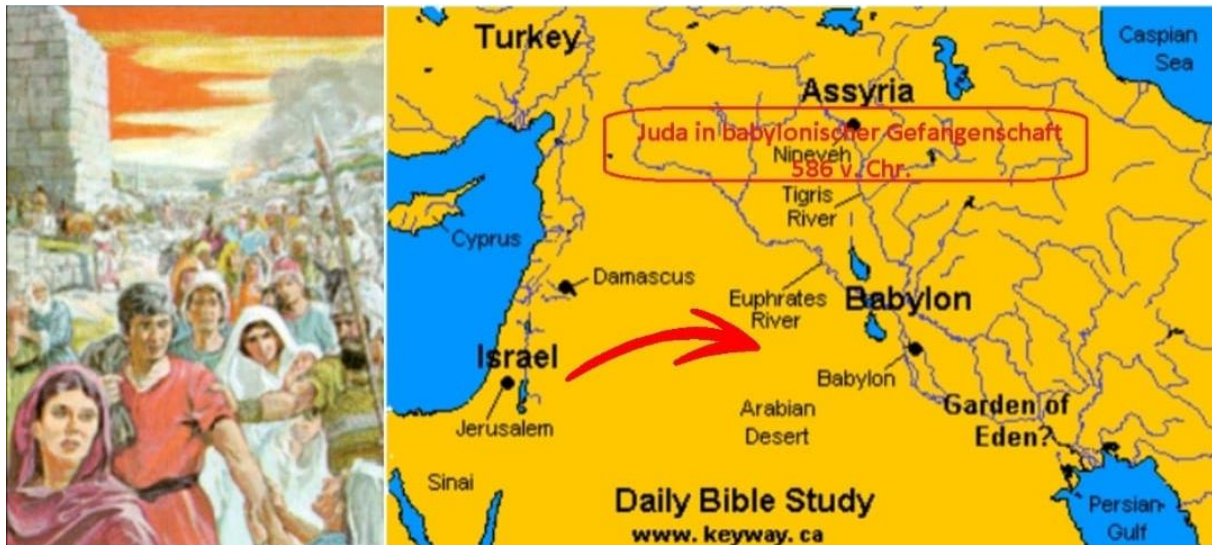 Turkey
Caspian
Sea
Assyria
Juda in babylonischer Gefangenschaft
Nineveh
586 v. Chr.
Tigris
River
Cyprus
Damascus
Euphrates
River
Babylon
Israel
Babylon
Jerusalem
Arabian
Desert
Garden of
Eden?
Sinai
Daily Bible Study
www.keyway.ca
Persian
Gulf